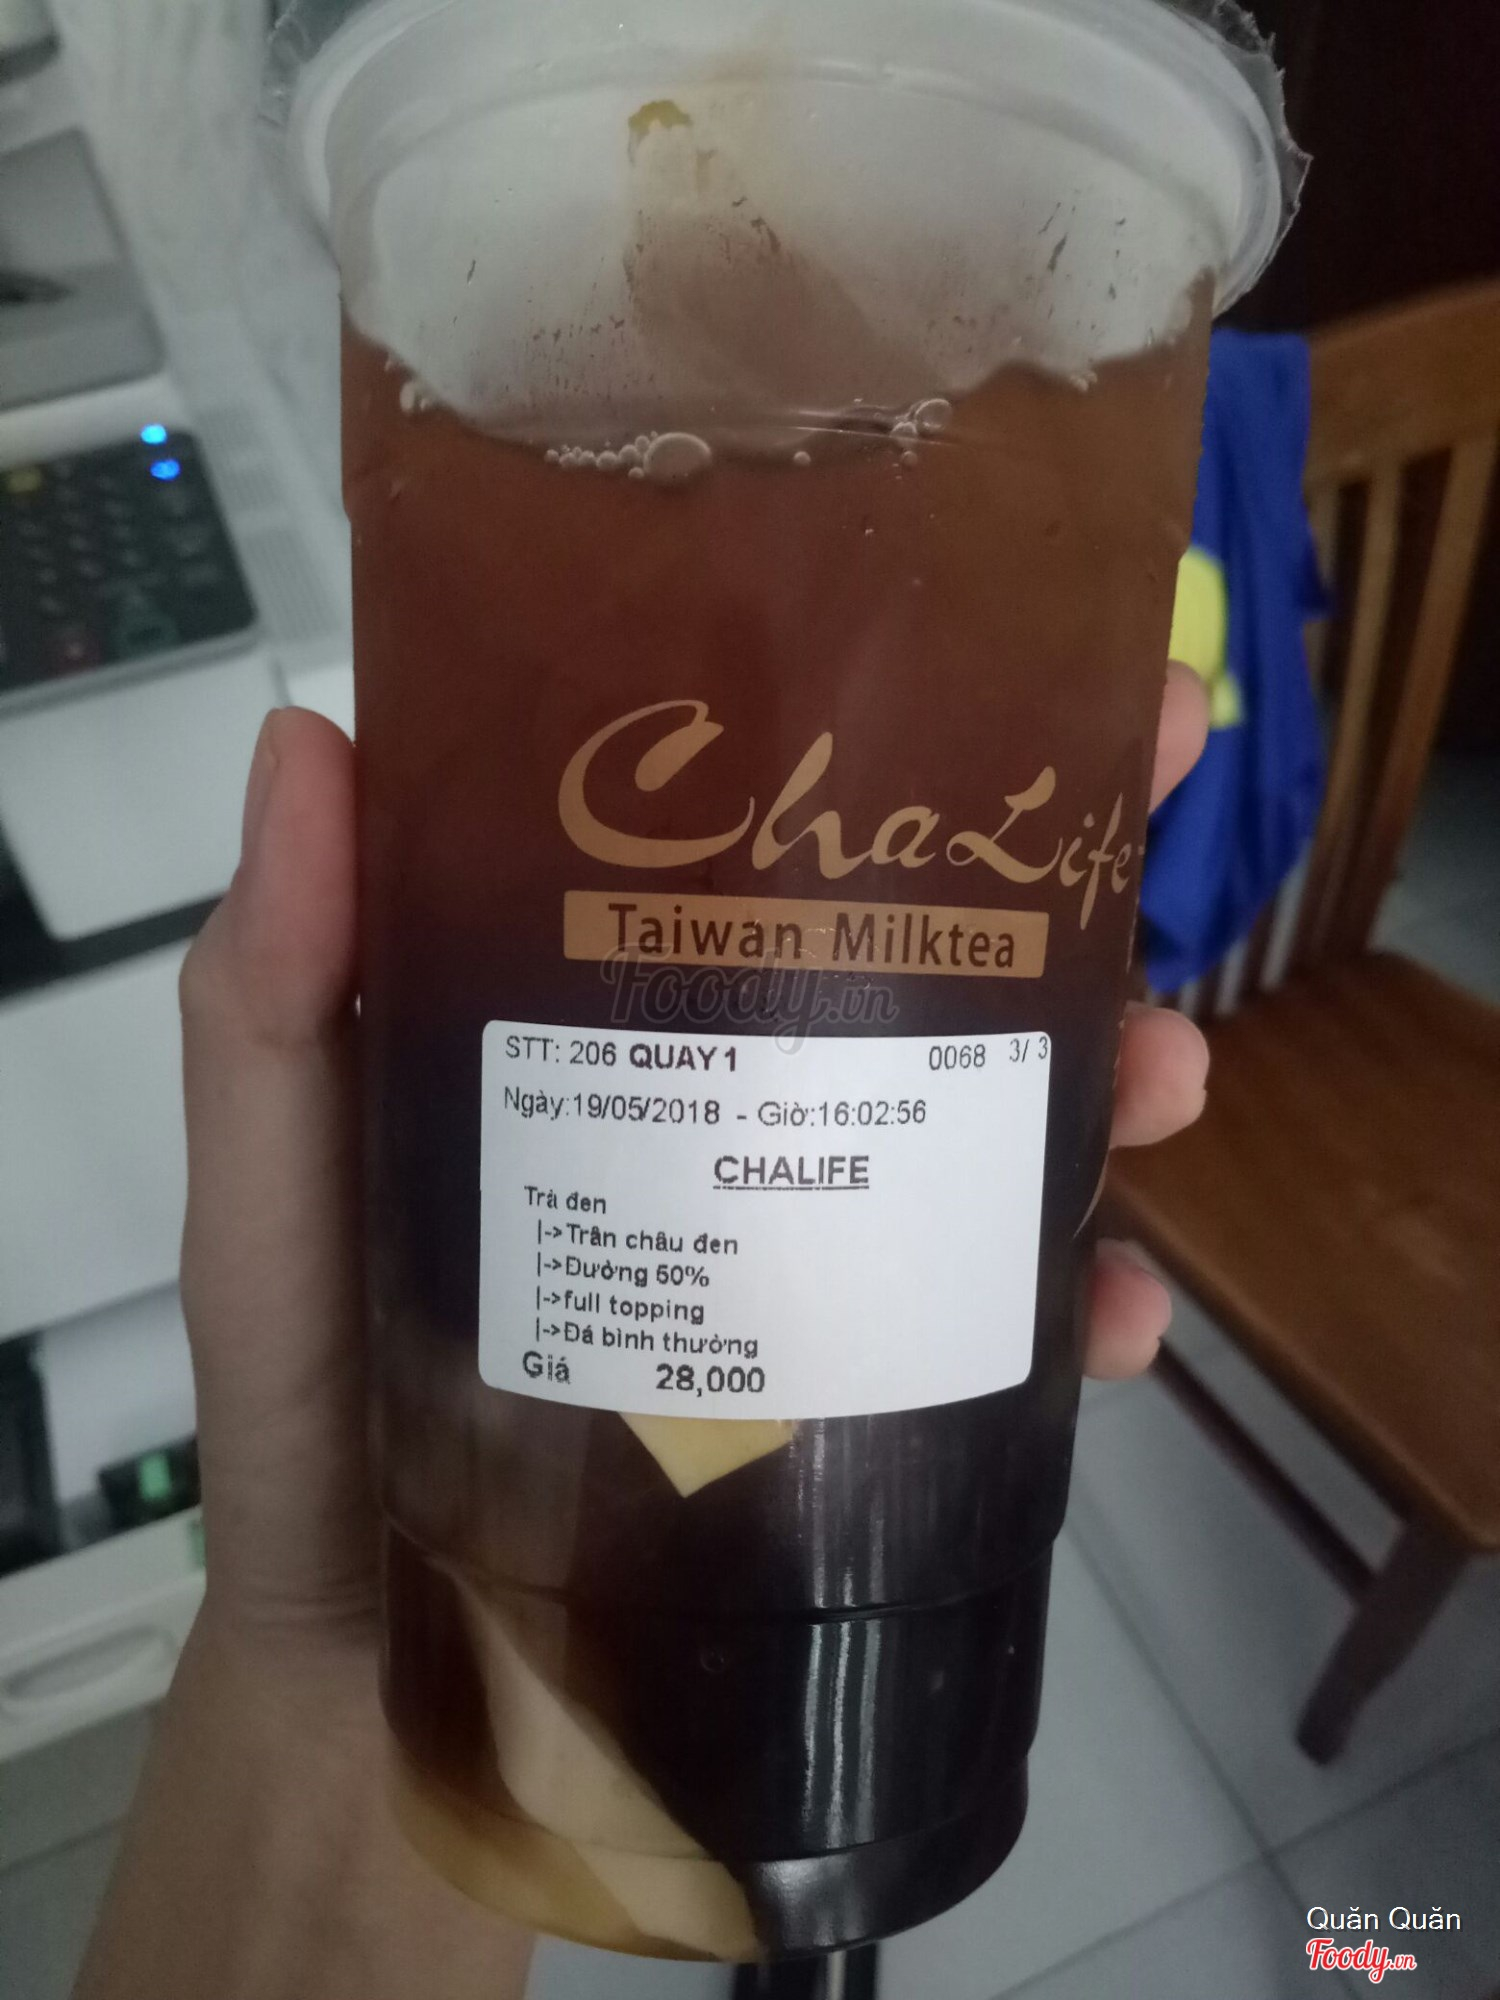 ChaLife
Taiwan Milktea
Foody.vn
STT: 206 QUAY 1 0068 3/ 3
Ngày:19/05/2018 - Giờ:16:02:56
CHALIFE
Trà đen
|->Trân châu đen
|->Đường 50%
|->full topping
|->Đá bình thường
Giá 28,000
Quăn Quăn
Foody.vn